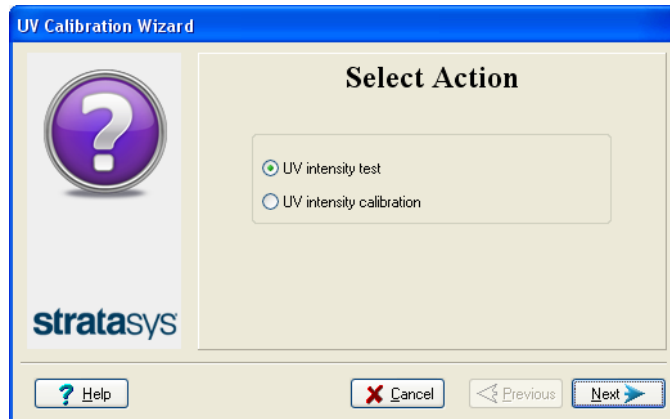 UV Calibration Wizard
?
Select Action
UV intensity test
UV intensity calibration
stratasys
? Help
Cancel
Previous
Next